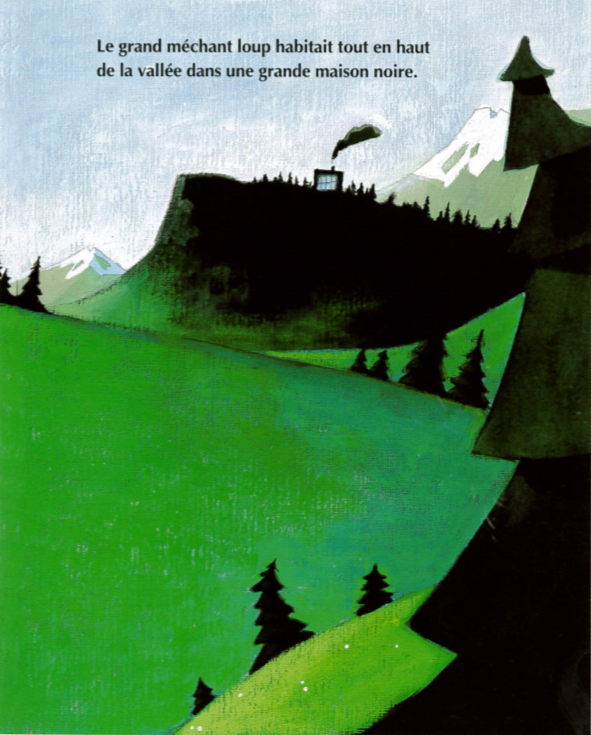 Le grand méchant loup habitait tout en haut
de la vallée dans une grande maison noire.